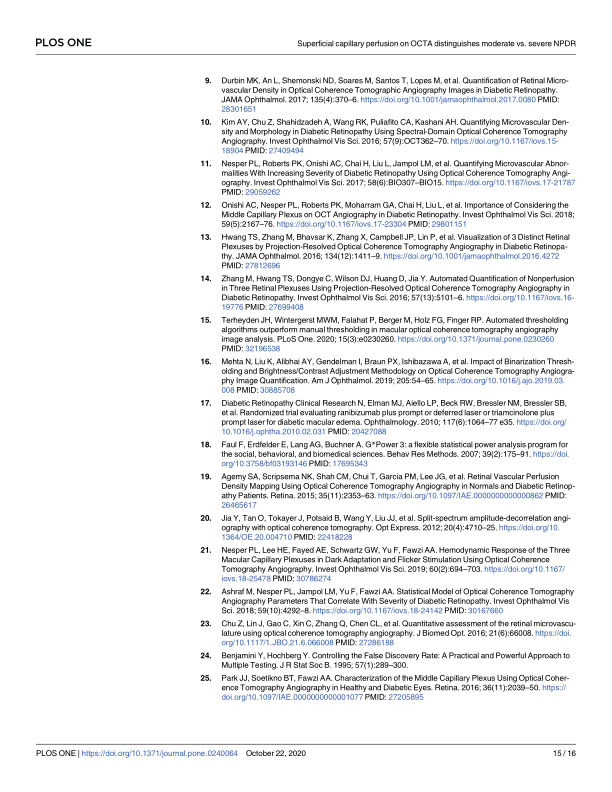 PLOS ONE
Superficial capillary perfusion on OCTA distinguishes moderate vs. severe NPDR
9. Durbin MK, An L, Shemonski ND, Soares M, Santos T, Lopes M, et al. Quantification of Retinal Micro-
vascular Density in Optical Coherence Tomographic Angiography Images in Diabetic Retinopathy.
JAMA Ophthalmol. 2017; 135(4):370–6. https://doi.org/10.1001/jamaophthalmol.2017.0080 PMID:
28301651
10. Kim AY, Chu Z, Shahidzadeh A, Wang RK, Puliafito CA, Kashani AH. Quantifying Microvascular Den-
sity and Morphology in Diabetic Retinopathy Using Spectral-Domain Optical Coherence Tomography
Angiography. Invest Ophthalmol Vis Sci. 2016; 57(9):OCT362–70. https://doi.org/10.1167/iovs.15-
18904 PMID: 27409494
11. Nesper PL, Roberts PK, Onishi AC, Chai H, Liu L, Jampol LM, et al. Quantifying Microvascular Abnor-
malities With Increasing Severity of Diabetic Retinopathy Using Optical Coherence Tomography Angi-
ography. Invest Ophthalmol Vis Sci. 2017; 58(6):BIO307–BIO15. https://doi.org/10.1167/iovs.17-21787
PMID: 29059262
12. Onishi AC, Nesper PL, Roberts PK, Moharram GA, Chai H, Liu L, et al. Importance of Considering the
Middle Capillary Plexus on OCT Angiography in Diabetic Retinopathy. Invest Ophthalmol Vis Sci. 2018;
59(5):2167–76. https://doi.org/10.1167/iovs.17-23304 PMID: 29801151
13. Hwang TS, Zhang M, Bhavsar K, Zhang X, Campbell JP, Lin P, et al. Visualization of 3 Distinct Retinal
Plexuses by Projection-Resolved Optical Coherence Tomography Angiography in Diabetic Retinopa-
thy. JAMA Ophthalmol. 2016; 134(12):1411–9. https://doi.org/10.1001/jamaophthalmol.2016.4272
PMID: 27812696
14. Zhang M, Hwang TS, Dongye C, Wilson DJ, Huang D, Jia Y. Automated Quantification of Nonperfusion
in Three Retinal Plexuses Using Projection-Resolved Optical Coherence Tomography Angiography in
Diabetic Retinopathy. Invest Ophthalmol Vis Sci. 2016; 57(13):5101–6. https://doi.org/10.1167/iovs.16-
19776 PMID: 27699408
15. Terheyden JH, Wintergerst MWM, Falahat P, Berger M, Holz FG, Finger RP. Automated thresholding
algorithms outperform manual thresholding in macular optical coherence tomography angiography
image analysis. PLoS One. 2020; 15(3):e0230260. https://doi.org/10.1371/journal.pone.0230260
PMID: 32196538
16. Mehta N, Liu K, Alibhai AY, Gendelman I, Braun PX, Ishibazawa A, et al. Impact of Binarization Thresh-
olding and Brightness/Contrast Adjustment Methodology on Optical Coherence Tomography Angiogra-
phy Image Quantification. Am J Ophthalmol. 2019; 205:54–65. https://doi.org/10.1016/j.ajo.2019.03.
008 PMID: 30885708
17. Diabetic Retinopathy Clinical Research N, Elman MJ, Aiello LP, Beck RW, Bressler NM, Bressler SB,
et al. Randomized trial evaluating ranibizumab plus prompt or deferred laser or triamcinolone plus
prompt laser for diabetic macular edema. Ophthalmology. 2010; 117(6):1064–77 e35. https://doi.org/
10.1016/j.ophtha.2010.02.031 PMID: 20427088
18. Faul F, Erdfelder E, Lang AG, Buchner A. G*Power 3: a flexible statistical power analysis program for
the social, behavioral, and biomedical sciences. Behav Res Methods. 2007; 39(2):175–91. https://doi.
org/10.3758/bf03193146 PMID: 17695343
19. Agemy SA, Scripsema NK, Shah CM, Chui T, Garcia PM, Lee JG, et al. Retinal Vascular Perfusion
Density Mapping Using Optical Coherence Tomography Angiography in Normals and Diabetic Retinop-
athy Patients. Retina. 2015; 35(11):2353–63. https://doi.org/10.1097/IAE.0000000000000862 PMID:
26465617
20. Jia Y, Tan O, Tokayer J, Potsaid B, Wang Y, Liu JJ, et al. Split-spectrum amplitude-decorrelation angi-
ography with optical coherence tomography. Opt Express. 2012; 20(4):4710–25. https://doi.org/10.
1364/OE.20.004710 PMID: 22418228
21. Nesper PL, Lee HE, Fayed AE, Schwartz GW, Yu F, Fawzi AA. Hemodynamic Response of the Three
Macular Capillary Plexuses in Dark Adaptation and Flicker Stimulation Using Optical Coherence
Tomography Angiography. Invest Ophthalmol Vis Sci. 2019; 60(2):694–703. https://doi.org/10.1167/
iovs.18-25478 PMID: 30786274
22. Ashraf M, Nesper PL, Jampol LM, Yu F, Fawzi AA. Statistical Model of Optical Coherence Tomography
Angiography Parameters That Correlate With Severity of Diabetic Retinopathy. Invest Ophthalmol Vis
Sci. 2018; 59(10):4292–8. https://doi.org/10.1167/iovs.18-24142 PMID: 30167660
23. Chu Z, Lin J, Gao C, Xin C, Zhang Q, Chen CL, et al. Quantitative assessment of the retinal microvascu-
lature using optical coherence tomography angiography. J Biomed Opt. 2016; 21(6):66008. https://doi.
org/10.1117/1.JBO.21.6.066008 PMID: 27286188
24. Benjamini Y, Hochberg Y. Controlling the False Discovery Rate: A Practical and Powerful Approach to
Multiple Testing. J R Stat Soc B. 1995; 57(1):289–300.
25. Park JJ, Soetikno BT, Fawzi AA. Characterization of the Middle Capillary Plexus Using Optical Coher-
ence Tomography Angiography in Healthy and Diabetic Eyes. Retina. 2016; 36(11):2039–50. https://
doi.org/10.1097/IAE.0000000000001077 PMID: 27205895
PLOS ONE | https://doi.org/10.1371/journal.pone.0240064 October 22, 2020
15 / 16